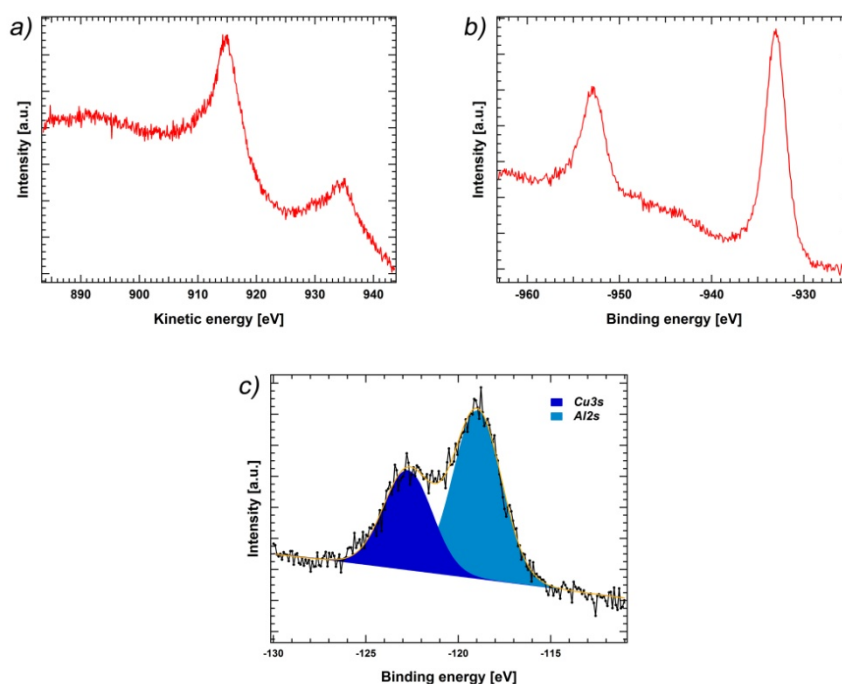 a)
Intensity [a.u.]
890 900 910 920 930 940
Kinetic energy [eV]
b)
Intensity [a.u.]
-960 -950 -940 -930
Binding energy [eV]
c)
Cu3s
Al2s
Intensity [a.u.]
-130 -125 -120 -115
Binding energy [eV]